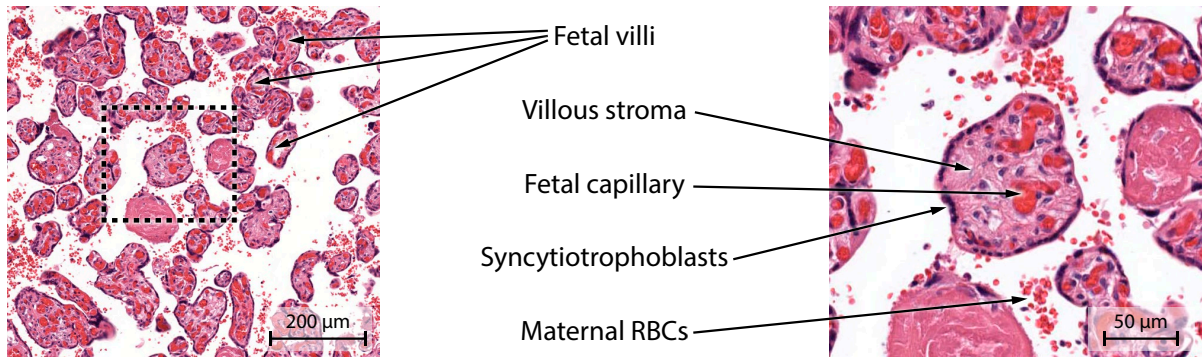 Fetal villi
Villous stroma
Fetal capillary
Syncytiotrophoblasts
Maternal RBCs
200 µm
50 µm